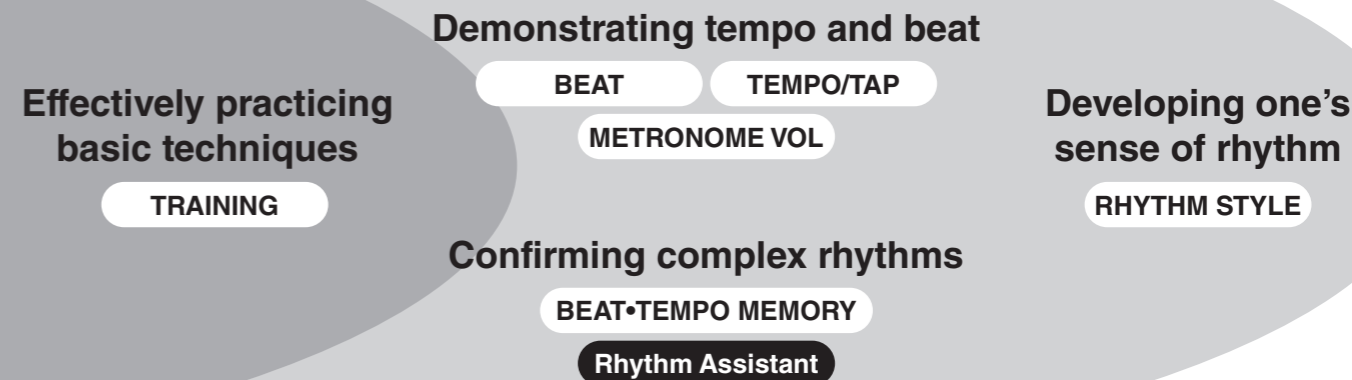 Demonstrating tempo and beat
BEAT
TEMPO/TAP
METRONOME VOL
Effectively practicing
basic techniques
TRAINING
Developing one’s
sense of rhythm
RHYTHM STYLE
Confirming complex rhythms
BEAT•TEMPO MEMORY
Rhythm Assistant